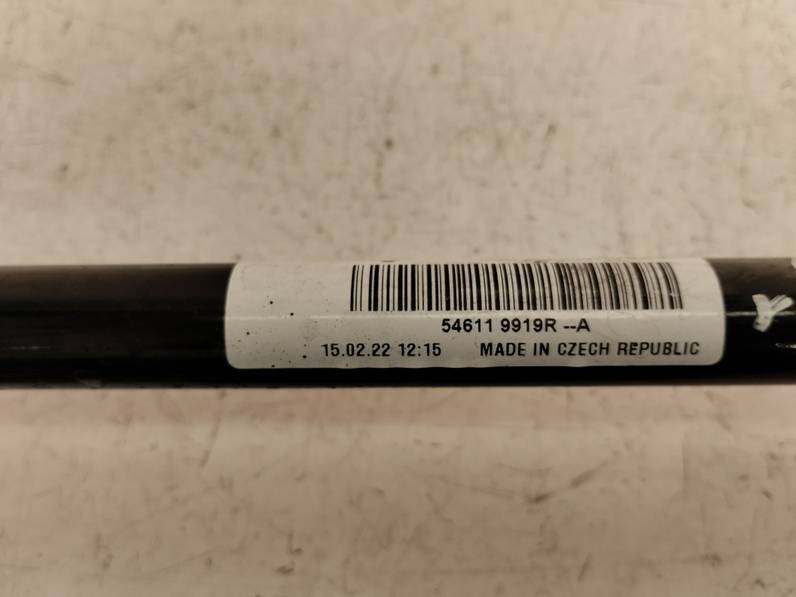 54611 9919R --A
15.02.22 12:15 MADE IN CZECH REPUBLIC
Y